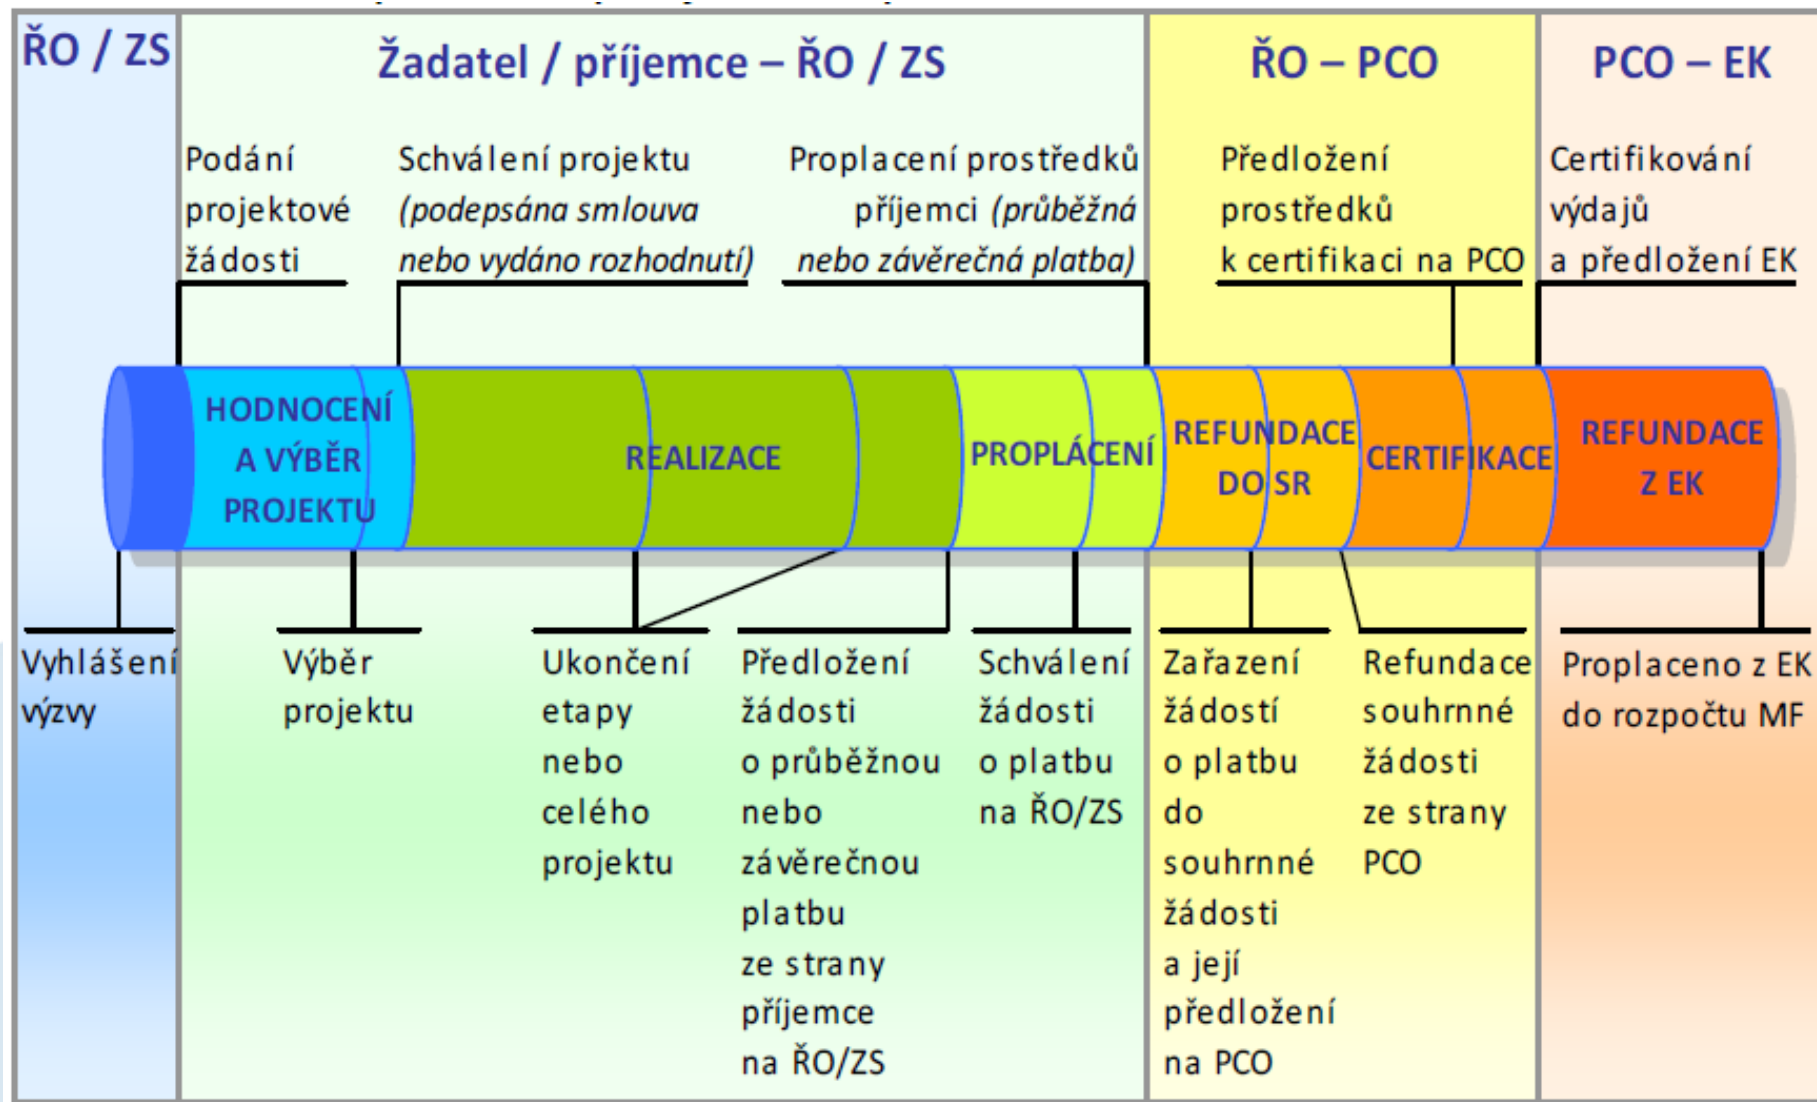 ŘO / ZS
Žadatel / příjemce – ŘO / ZS
ŘO – PCO
PCO – EK
Podání
projektové
žádosti
Schválení projektu
(podepsána smlouva
nebo vydáno rozhodnutí)
Proplacení prostředků
příjemci (průběžná
nebo závěrečná platba)
Předložení
prostředků
k certifikaci na PCO
Certifikování
výdajů
a předložení EK
HODNOCENÍ
A VÝBĚR
PROJEKTU
REALIZACE
PROPLÁCENÍ
REFUNDACE
DO SR
CERTIFIKACE
REFUNDACE
Z EK
Vyhlášení
výzvy
Výběr
projektu
Ukončení
etapy
nebo
celého
projektu
Předložení
žádosti
o průběžnou
nebo
závěrečnou
platbu
ze strany
příjemce
na ŘO/ZS
Schválení
žádosti
o platbu
na ŘO/ZS
Zařazení
žádostí
o platbu
do
souhrnné
žádosti
a její
předložení
na PCO
Refundace
souhrnné
žádosti
ze strany
PCO
Proplaceno z EK
do rozpočtu MF